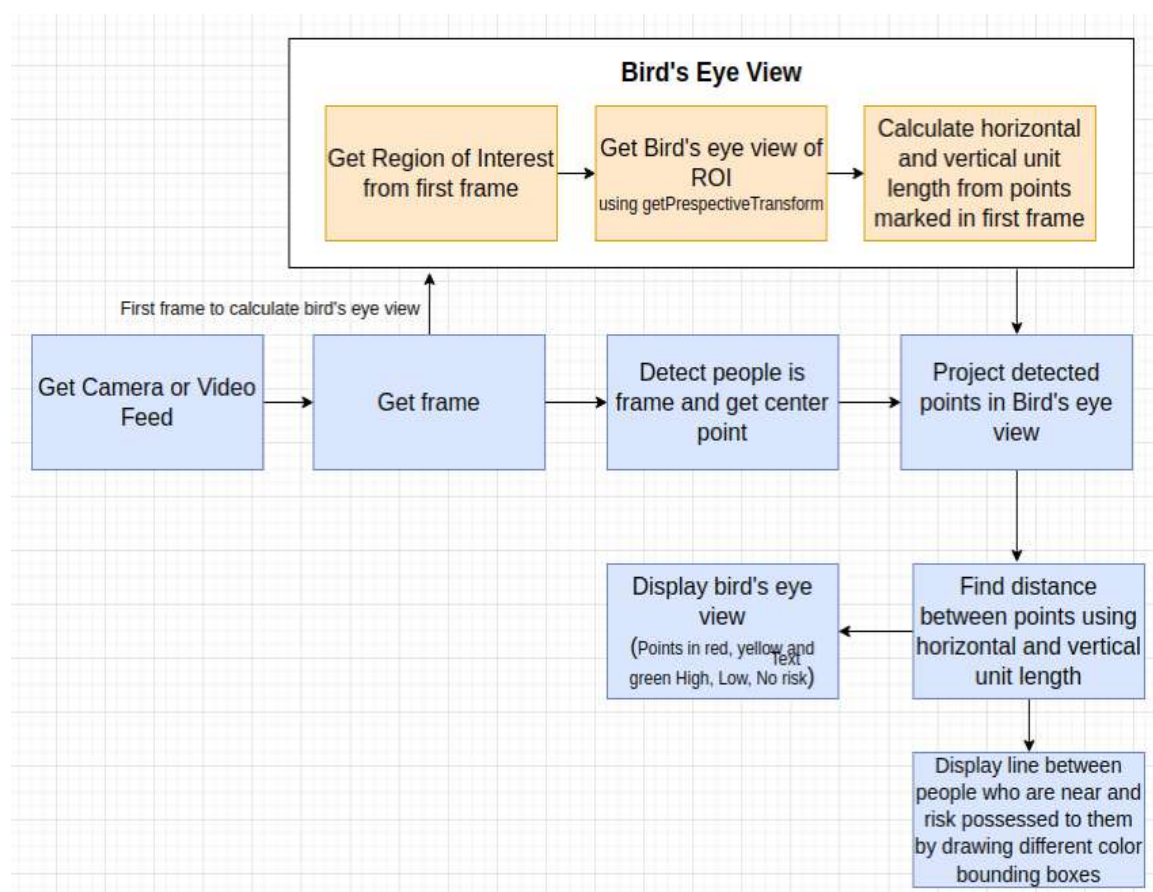 Bird's Eye View
Get Region of Interest
from first frame
Get Bird's eye view of
ROI
using getPrespectiveTransform
Calculate horizontal
and vertical unit
length from points
marked in first frame
First frame to calculate bird's eye view
Get Camera or Video
Feed
Get frame
Detect people is
frame and get center
point
Project detected
points in Bird's eye
view
Display bird's eye
view
(Points in red, yellow and
Text
green High, Low, No risk)
Find distance
between points using
horizontal and vertical
unit length
Display line between
people who are near and
risk possessed to them
by drawing different color
bounding boxes